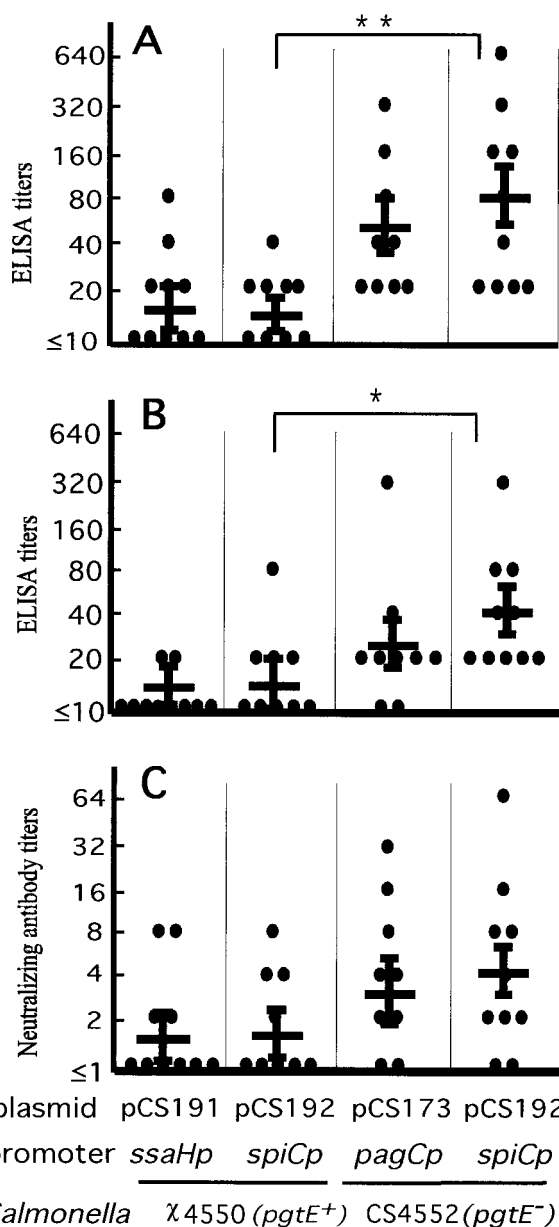 A
**
ELISA titers
640
320
160
80
40
20
≤10
B
*
ELISA titers
640
320
160
80
40
20
≤10
C
Neutralizing antibody titers
64
32
16
8
4
2
≤1
plasmid pCS191 pCS192 pCS173 pCS192
romoter ssaHp spiCp pagCp spiCp
almonella χ4550 (pgtE+) CS4552 (pgtE-)